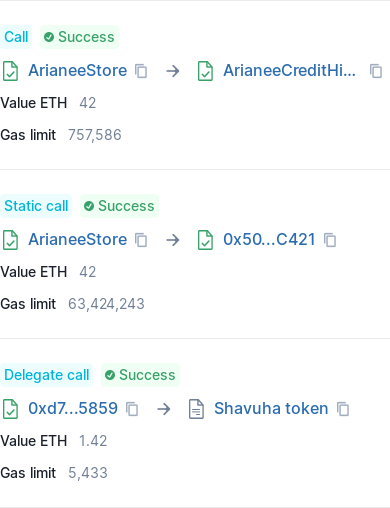 Call Success
ArianeeStore → ArianeeCreditHi...
Value ETH 42
Gas limit 757,586
Static call Success
ArianeeStore → 0x50...C421
Value ETH 42
Gas limit 63,424,243
Delegate call Success
0xd7...5859 → Shavuha token
Value ETH 1.42
Gas limit 5,433